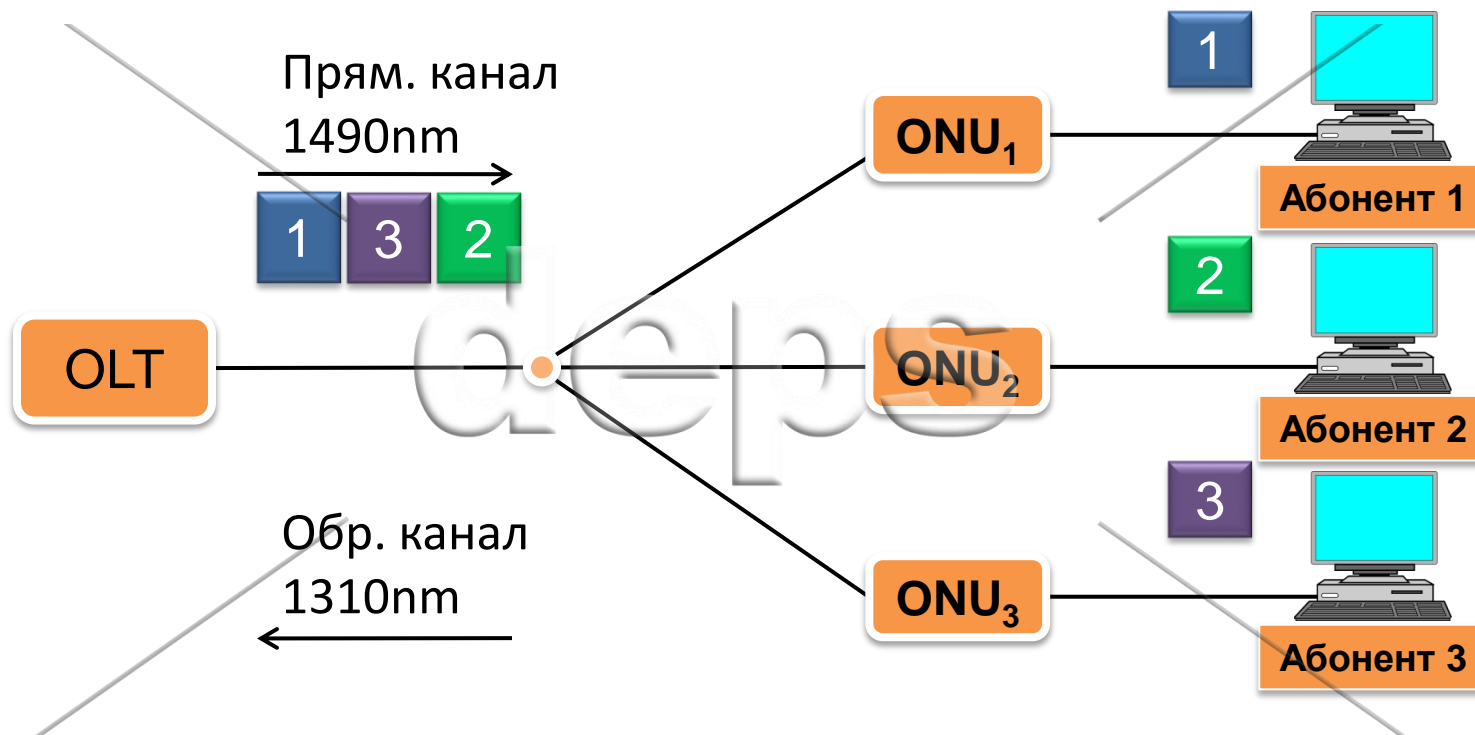 Прям. канал
1490nm
1 3 2
OLT
deps
Обр. канал
1310nm
ONU1
ONU2
ONU3
1
Абонент 1
2
Абонент 2
3
Абонент 3